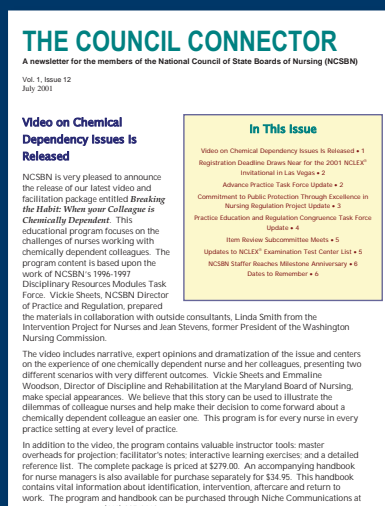 THE COUNCIL CONNECTOR
A newsletter for the members of the National Council of State Boards of Nursing (NCSBN)
Vol. 1, Issue 12
July 2001
Video on Chemical
Dependency Issues Is
Released
NCSBN is very pleased to announce
the release of our latest video and
facilitation package entitled Breaking
the Habit: When your Colleague is
Chemically Dependent. This
educational program focuses on the
challenges of nurses working with
chemically dependent colleagues. The
program content is based upon the
work of NCSBN's 1996-1997
Disciplinary Resources Modules Task
Force. Vickie Sheets, NCSBN Director
of Practice and Regulation, prepared
the materials in collaboration with outside consultants, Linda Smith from the
Intervention Project for Nurses and Jean Stevens, former President of the Washington
Nursing Commission.
The video includes narrative, expert opinions and dramatization of the issue and centers
on the experience of one chemically dependent nurse and her colleagues, presenting two
different scenarios with very different outcomes. Vickie Sheets and Emmaline
Woodson, Director of Discipline and Rehabilitation at the Maryland Board of Nursing,
make special appearances. We believe that this can be used to illustrate the
dilemmas of colleague nurses and help make their decision to come forward about a
chemically dependent colleague an easier one. This program is for every nurse in every
practice setting at every level of practice.
In addition to the video, the program contains valuable instructor tools: master
overheads for projection; facilitator's notes; interactive learning exercises; and a detailed
reference list. The complete package is priced at $279.00. An accompanying handbook
for nurse managers is also available for purchase separately for $34.95. This handbook
contains vital information about identification, intervention, aftercare and return to
work. The program and handbook can be purchased through Niche Communications at
In This Issue
Video on Chemical Dependency Issues Is Released • 1
Registration Deadline Draws Near for the 2001 NCLEX®
Invitational in Las Vegas • 2
Advance Practice Task Force Update • 2
Commitment to Public Protection Through Excellence in
Nursing Regulation Project Update • 3
Practice Education and Regulation Congruence Task Force
Update • 4
Item Review Subcommittee Meets • 5
Updates to NCLEX® Examination Test Center List • 5
NCSBN Staffer Reaches Milestone Anniversary • 6
Dates to Remember • 6